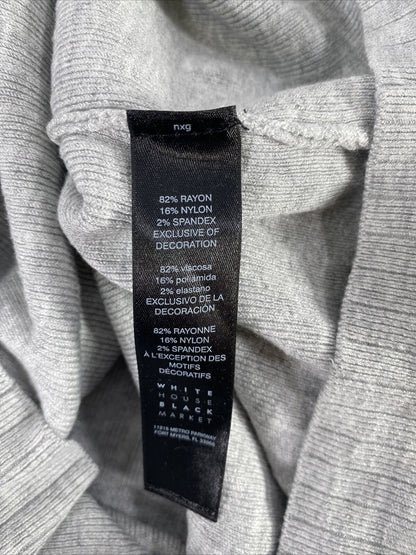 nxg
82% RAYON
16% NYLON
2% SPANDEX
EXCLUSIVE OF
DECORATION
82% viscosa
16% poliámida
2% elastano
EXCLUSIVO DE LA
DECORACIÓN
82% RAYONNE
16% NYLON
2% SPANDEX
À L'EXCEPTION DES
MOTIFS
DÉCORATIFS
WHITE
HOUSE
BLACK
MARKET
11215 METRO PARKWAY
FORT MYERS, FL 33966